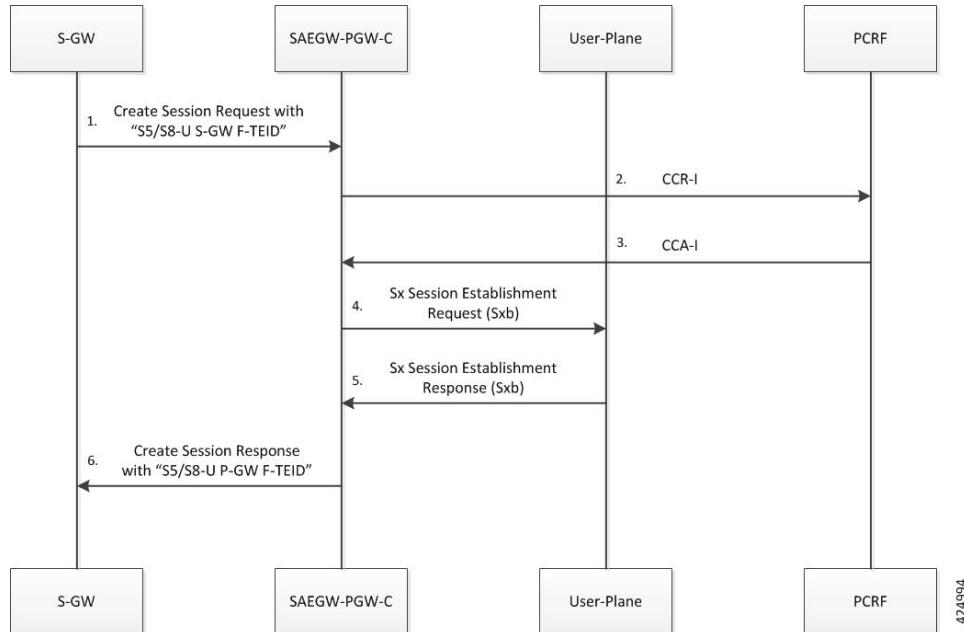 S-GW
SAEGW-PGW-C
User-Plane
PCRF
1.
Create Session Request with
“S5/S8-U S-GW F-TEID”
2.
CCR-I
3.
CCA-I
4.
Sx Session Establishment
Request (Sxb)
5.
Sx Session Establishment
Response (Sxb)
6.
Create Session Response
with “S5/S8-U P-GW F-TEID”
S-GW
SAEGW-PGW-C
User-Plane
PCRF
424994